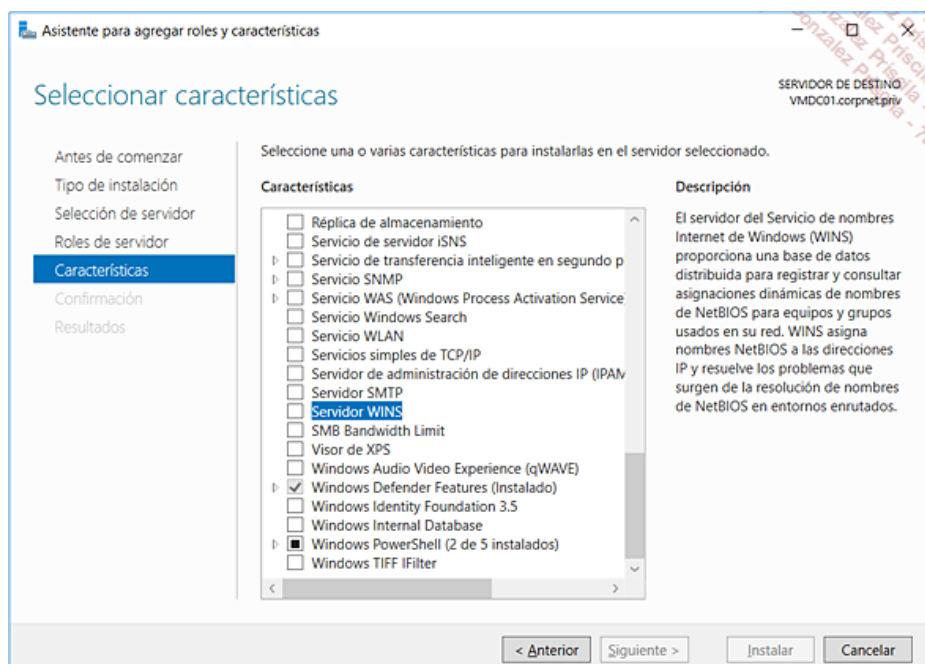 Asistente para agregar roles y características
Seleccionar características
SERVIDOR DE DESTINO
VMDC01.corpnet.priv
Antes de comenzar
Tipo de instalación
Selección de servidor
Roles de servidor
Características
Confirmación
Resultados
Seleccione una o varias características para instalarlas en el servidor seleccionado.
Características
Réplica de almacenamiento
Servicio de servidor iSNS
Servicio de transferencia inteligente en segundo p
Servicio SNMP
Servicio WAS (Windows Process Activation Service
Servicio Windows Search
Servicio WLAN
Servicios simples de TCP/IP
Servidor de administración de direcciones IP (IPAM
Servidor SMTP
Servidor WINS
SMB Bandwidth Limit
Visor de XPS
Windows Audio Video Experience (qWAVE)
Windows Defender Features (Instalado)
Windows Identity Foundation 3.5
Windows Internal Database
Windows PowerShell (2 de 5 instalados)
Windows TIFF IFilter
Descripción
El servidor del Servicio de nombres
Internet de Windows (WINS)
proporciona una base de datos
distribuida para registrar y consultar
asignaciones dinámicas de nombres
de NetBIOS para equipos y grupos
usados en su red. WINS asigna
nombres NetBIOS a las direcciones
IP y resuelve los problemas que
surgen de la resolución de nombres
de NetBIOS en entornos enrutados.
< Anterior
Siguiente >
Instalar
Cancelar